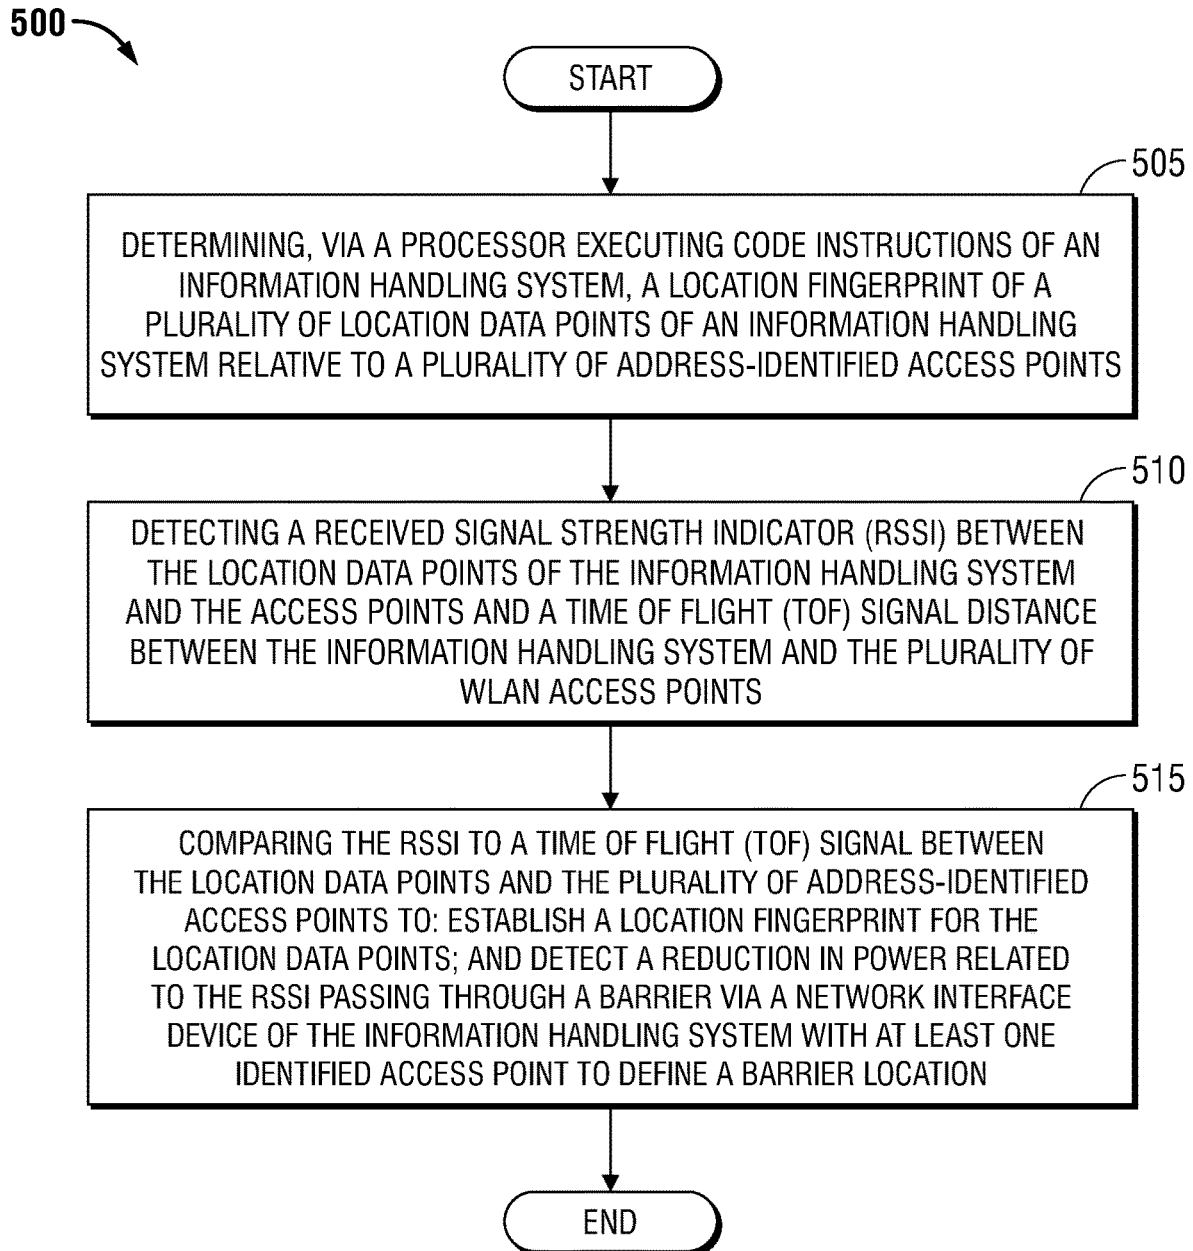 500
START
505
DETERMINING, VIA A PROCESSOR EXECUTING CODE INSTRUCTIONS OF AN
INFORMATION HANDLING SYSTEM, A LOCATION FINGERPRINT OF A
PLURALITY OF LOCATION DATA POINTS OF AN INFORMATION HANDLING
SYSTEM RELATIVE TO A PLURALITY OF ADDRESS-IDENTIFIED ACCESS POINTS
510
DETECTING A RECEIVED SIGNAL STRENGTH INDICATOR (RSSI) BETWEEN
THE LOCATION DATA POINTS OF THE INFORMATION HANDLING SYSTEM
AND THE ACCESS POINTS AND A TIME OF FLIGHT (TOF) SIGNAL DISTANCE
BETWEEN THE INFORMATION HANDLING SYSTEM AND THE PLURALITY OF
WLAN ACCESS POINTS
515
COMPARING THE RSSI TO A TIME OF FLIGHT (TOF) SIGNAL BETWEEN
THE LOCATION DATA POINTS AND THE PLURALITY OF ADDRESS-IDENTIFIED
ACCESS POINTS TO: ESTABLISH A LOCATION FINGERPRINT FOR THE
LOCATION DATA POINTS; AND DETECT A REDUCTION IN POWER RELATED
TO THE RSSI PASSING THROUGH A BARRIER VIA A NETWORK INTERFACE
DEVICE OF THE INFORMATION HANDLING SYSTEM WITH AT LEAST ONE
IDENTIFIED ACCESS POINT TO DEFINE A BARRIER LOCATION
END